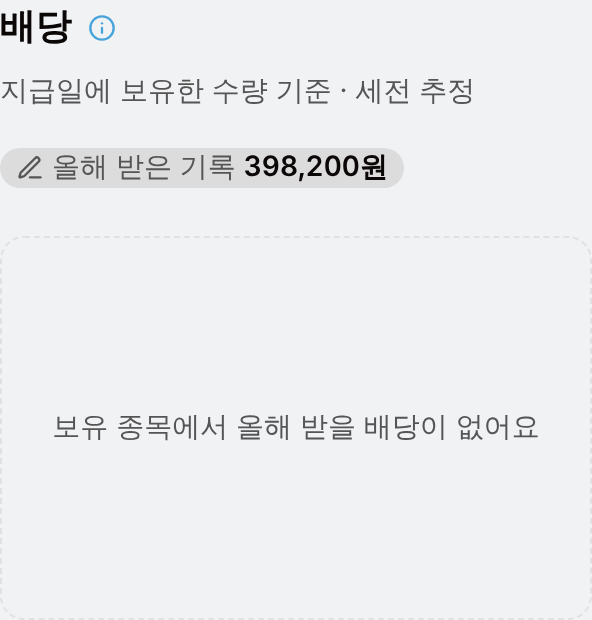 배당
지급일에 보유한 수량 기준 · 세전 추정
올해 받은 기록 398,200원
보유 종목에서 올해 받을 배당이 없어요